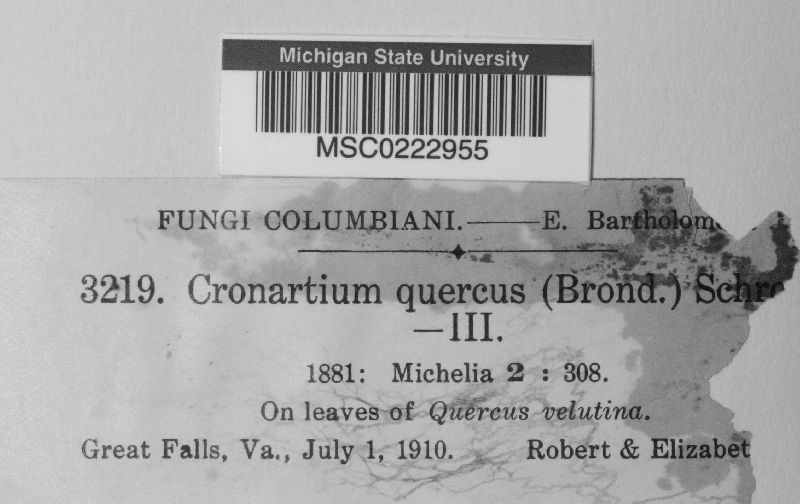 Michigan State University
MSC0222955
FUNGI COLUMBIANI.——E. Bartholom
3219. Cronartium quercus (Brond.) Schr
—III.
1881: Michelia 2 : 308.
On leaves of Quercus velutina.
Great Falls, Va., July 1, 1910. Robert & Elizabet